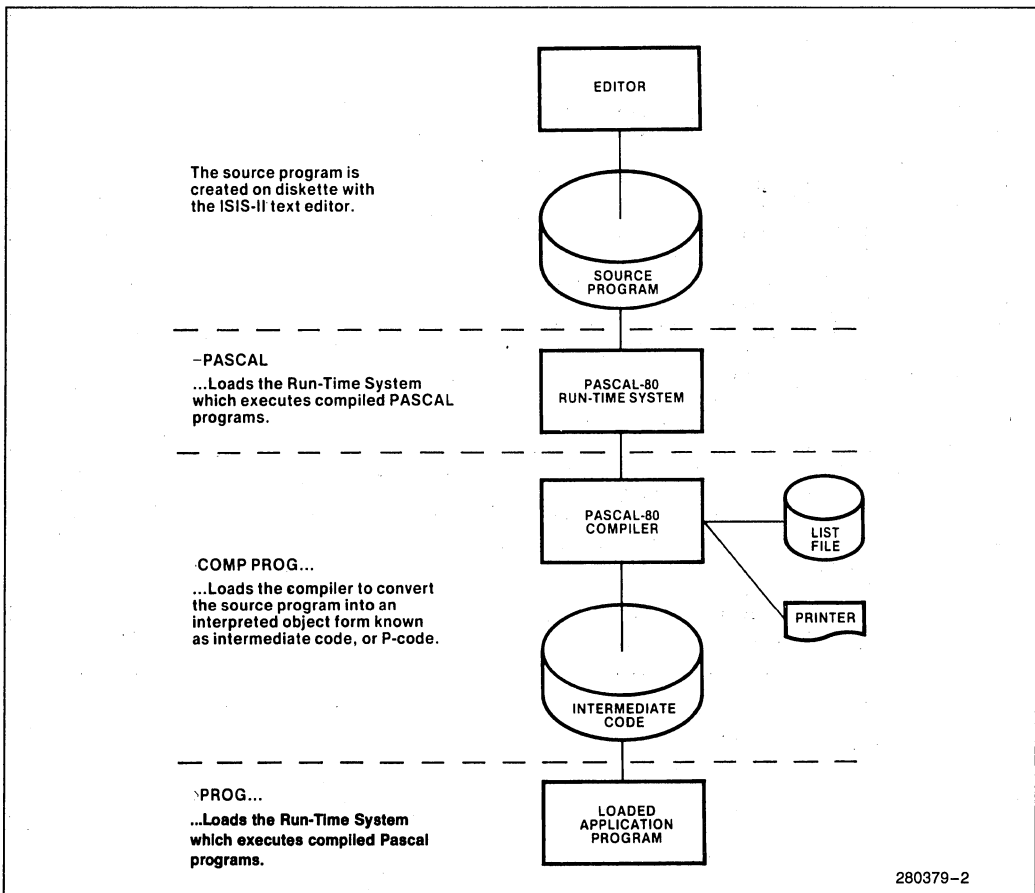 EDITOR
The source program is
created on diskette with
the ISIS-II text editor.
SOURCE
PROGRAM
–PASCAL
...Loads the Run-Time System
which executes compiled PASCAL
programs.
PASCAL-80
RUN-TIME SYSTEM
PASCAL-80
COMPILER
LIST
FILE
COMP PROG...
...Loads the compiler to convert
the source program into an
interpreted object form known
as intermediate code, or P-code.
PRINTER
INTERMEDIATE
CODE
>PROG...
...Loads the Run-Time System
which executes compiled Pascal
programs.
LOADED
APPLICATION
PROGRAM
280379–2